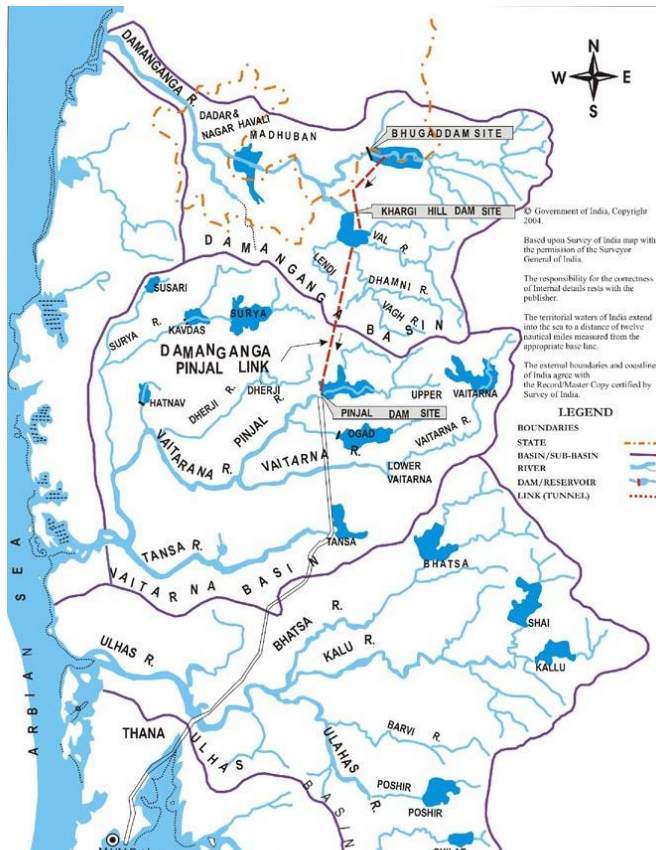 N
W E
S
DAMANGANGA R.
DADAR &
NAGAR HAVALI
MADHUBAN
BHUGADDAM SITE
KHARGI HILL DAM SITE
VAL R.
LENDI
DHAMNI R.
VAGH R.
DAMANGANGA BASIN
© Government of India, Copyright
2004.
Based upon Survey of India map with
the permission of the Surveyor
General of India.
The responsibility for the correctness
of Internal details rests with the
publisher.
The territorial waters of India extend
into the sea to a distance of twelve
nautical miles measured from the
appropriate base line.
The external boundaries and coastline
of India agree with
the Record/Master Copy certified by
Survey of India.
LEGEND
BOUNDARIES
STATE
BASIN/SUB-BASIN
RIVER
DAM/RESERVOIR
LINK (TUNNEL)
SUSARI
SURYA R.
KAVDAS
SURYA
DAMANGANGA
PINJAL LINK
HATNAV
DHERJI R.
DHERJI
PINJAL R.
UPPER
VAITARNA
PINJAL DAM SITE
OGAD
VAITARNA R.
VAITARANA R.
VAITARNA R.
LOWER
VAITARNA
TANSA R.
TANSA
VAITARNA BASIN
BHATSA
SHAI
KALLU
BHATSA R.
KALU R.
ULHAS R.
ARBIAN SEA
THANA
ULHAS BASIN
ULAHAS R.
BARVI R.
POSHIR
POSHIR